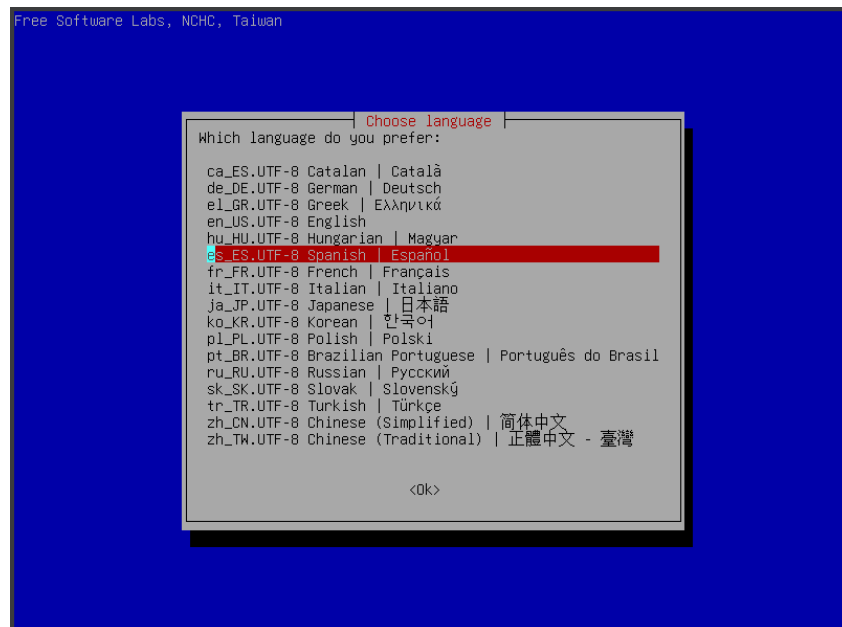 Free Software Labs, NCHC, Taiwan
Choose language
Which language do you prefer:
ca_ES.UTF-8 Catalan | Català
de_DE.UTF-8 German | Deutsch
el_GR.UTF-8 Greek | Ελληνικά
en_US.UTF-8 English
hu_HU.UTF-8 Hungarian | Magyar
es_ES.UTF-8 Spanish | Español
fr_FR.UTF-8 French | Français
it_IT.UTF-8 Italian | Italiano
ja_JP.UTF-8 Japanese | 日本語
ko_KR.UTF-8 Korean | 한국어
pl_PL.UTF-8 Polish | Polski
pt_BR.UTF-8 Brazilian Portuguese | Português do Brasil
ru_RU.UTF-8 Russian | Русский
sk_SK.UTF-8 Slovak | Slovenský
tr_TR.UTF-8 Turkish | Türkçe
zh_CN.UTF-8 Chinese (Simplified) | 简体中文
zh_TW.UTF-8 Chinese (Traditional) | 正體中文 - 臺灣
<Ok>